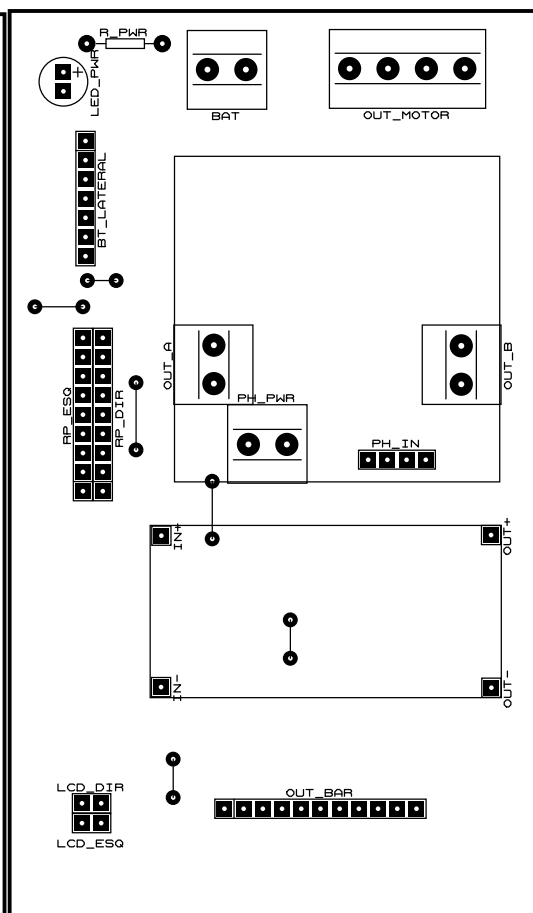 R_PWR
+
LED_PWR
BAT
OUT_MOTOR
BT_LATERAL
OUT_A
OUT_B
PH_PWR
RP_ESQ
RP_DIR
PH_IN
IN+
OUT+
IN-
OUT-
LCD_DIR
OUT_BAR
LCD_ESQ